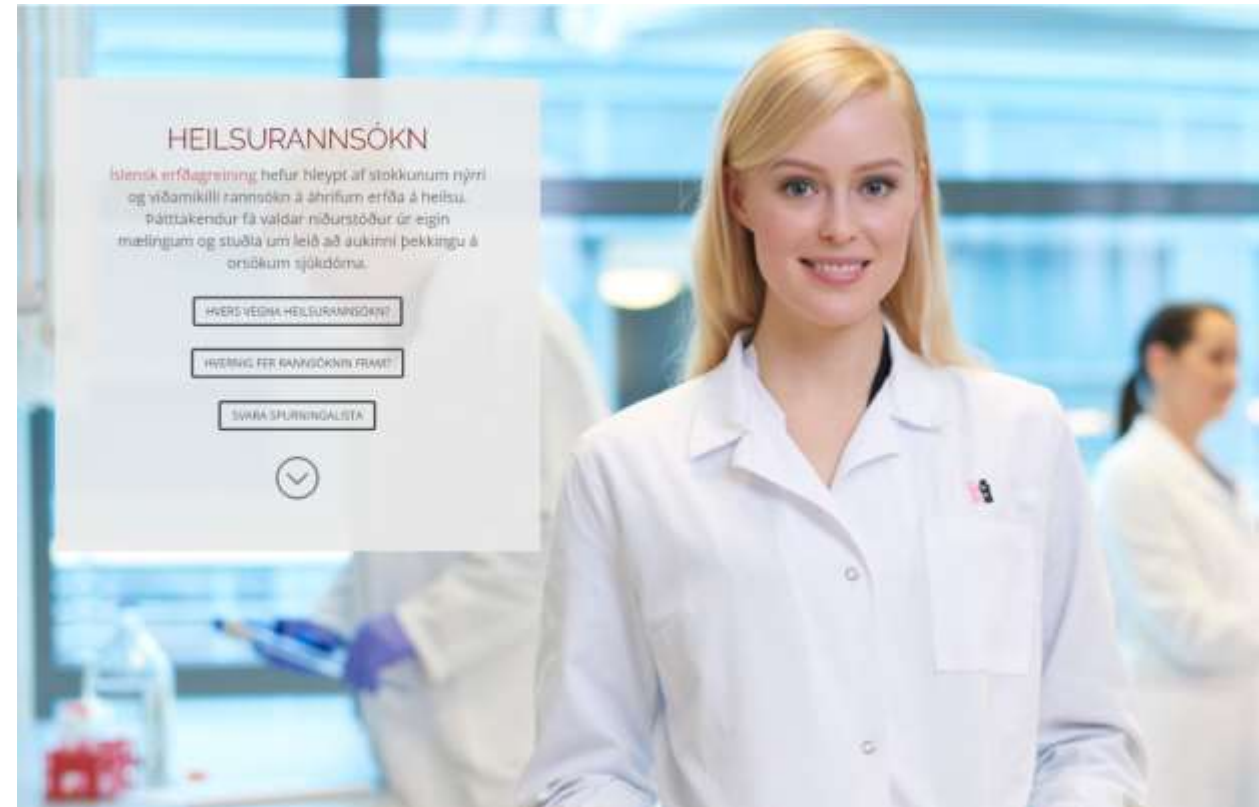 HEILSURANNSÓKN
Íslensk erfðagreining hefur hleypt af stokkunum nýrri
og viðamikilli rannsókn á áhrifum erfða á heilsu.
Þátttakendur fá valdar niðurstöður úr eigin
mælingum og stuðla um leið að aukinni þekkingu á
orsökum sjúkdóma.
HVERS VEGNA HEILSURANNSÓKN?
HVERNIG FER RANNSÓKNIN FRAM?
SVARA SPURNINGALISTA